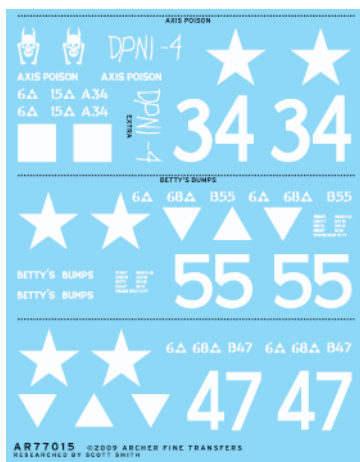 AXIS POISON
DPNI-4
AXIS POISON AXIS POISON
6△ 15△ A34
6△ 15△ A34
EXTRA
DPNI-4
34 34
BETTY'S BUMPS
6△ 68△ B55 6△ 68△ B55
BETTY'S BUMPS
BETTY'S BUMPS
55 55
6△ 68△ B47 6△ 68△ B47
47 47
AR77015 ©2009 ARCHER FINE TRANSFERS
RESEARCHED BY SCOTT SMITH